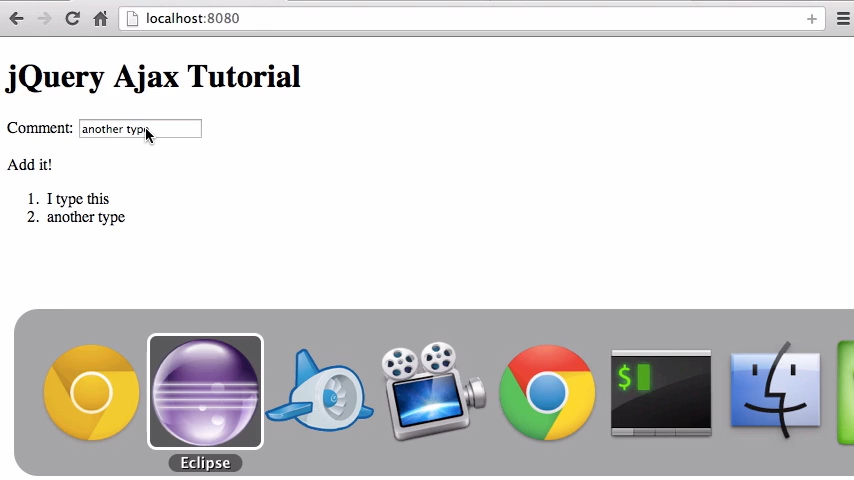 localhost:8080
jQuery Ajax Tutorial
Comment: another type
Add it!
1. I type this
2. another type
$
Eclipse